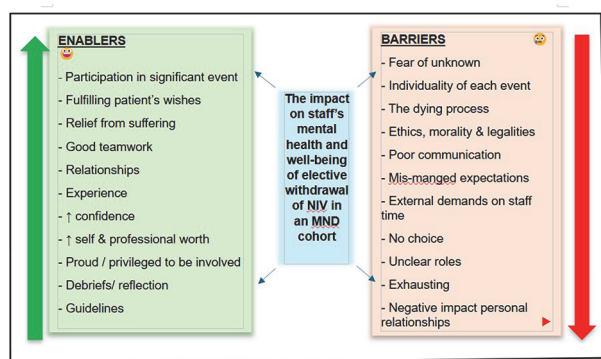 ENABLERS
- Participation in significant event
- Fulfilling patient's wishes
- Relief from suffering
- Good teamwork
- Relationships
- Experience
- ↑ confidence
- ↑ self & professional worth
- Proud / privileged to be involved
- Debriefs/ reflection
- Guidelines
The impact
on staff's
mental
health and
well-being
of elective
withdrawal
of NIV in
an MND
cohort
BARRIERS
- Fear of unknown
- Individuality of each event
- The dying process
- Ethics, morality & legalities
- Poor communication
- Mis-manged expectations
- External demands on staff
time
- No choice
- Unclear roles
- Exhausting
- Negative impact personal
relationships